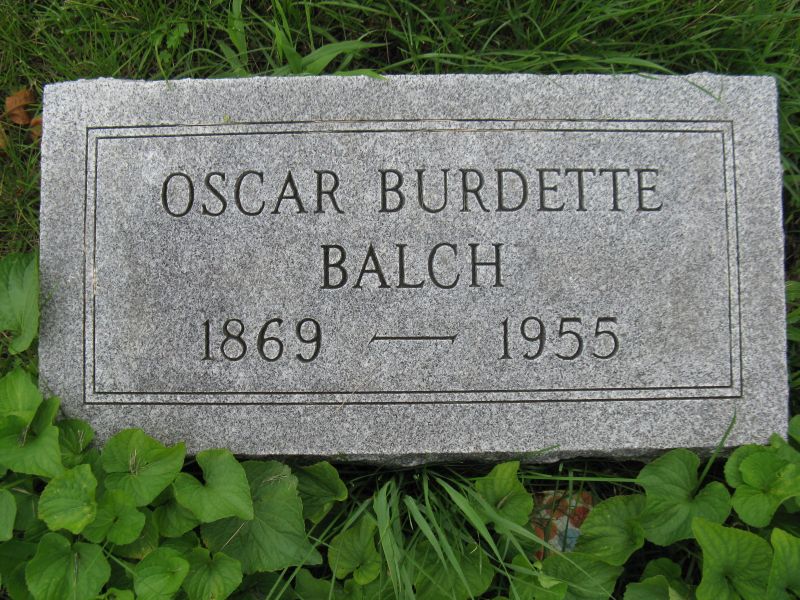 OSCAR BURDETTE
BALCH
1869 — 1955